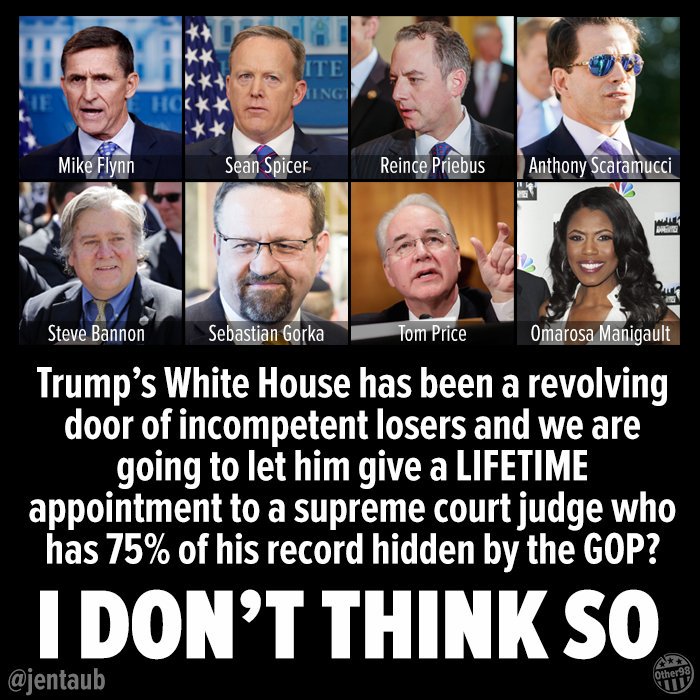 Mike Flynn
Sean Spicer
Reince Priebus
Anthony Scaramucci
Steve Bannon
Sebastian Gorka
Tom Price
Omarosa Manigault
Trump's White House has been a revolving
door of incompetent losers and we are
going to let him give a LIFETIME
appointment to a supreme court judge who
has 75% of his record hidden by the GOP?
I DON'T THINK SO
@jentaub
Other98